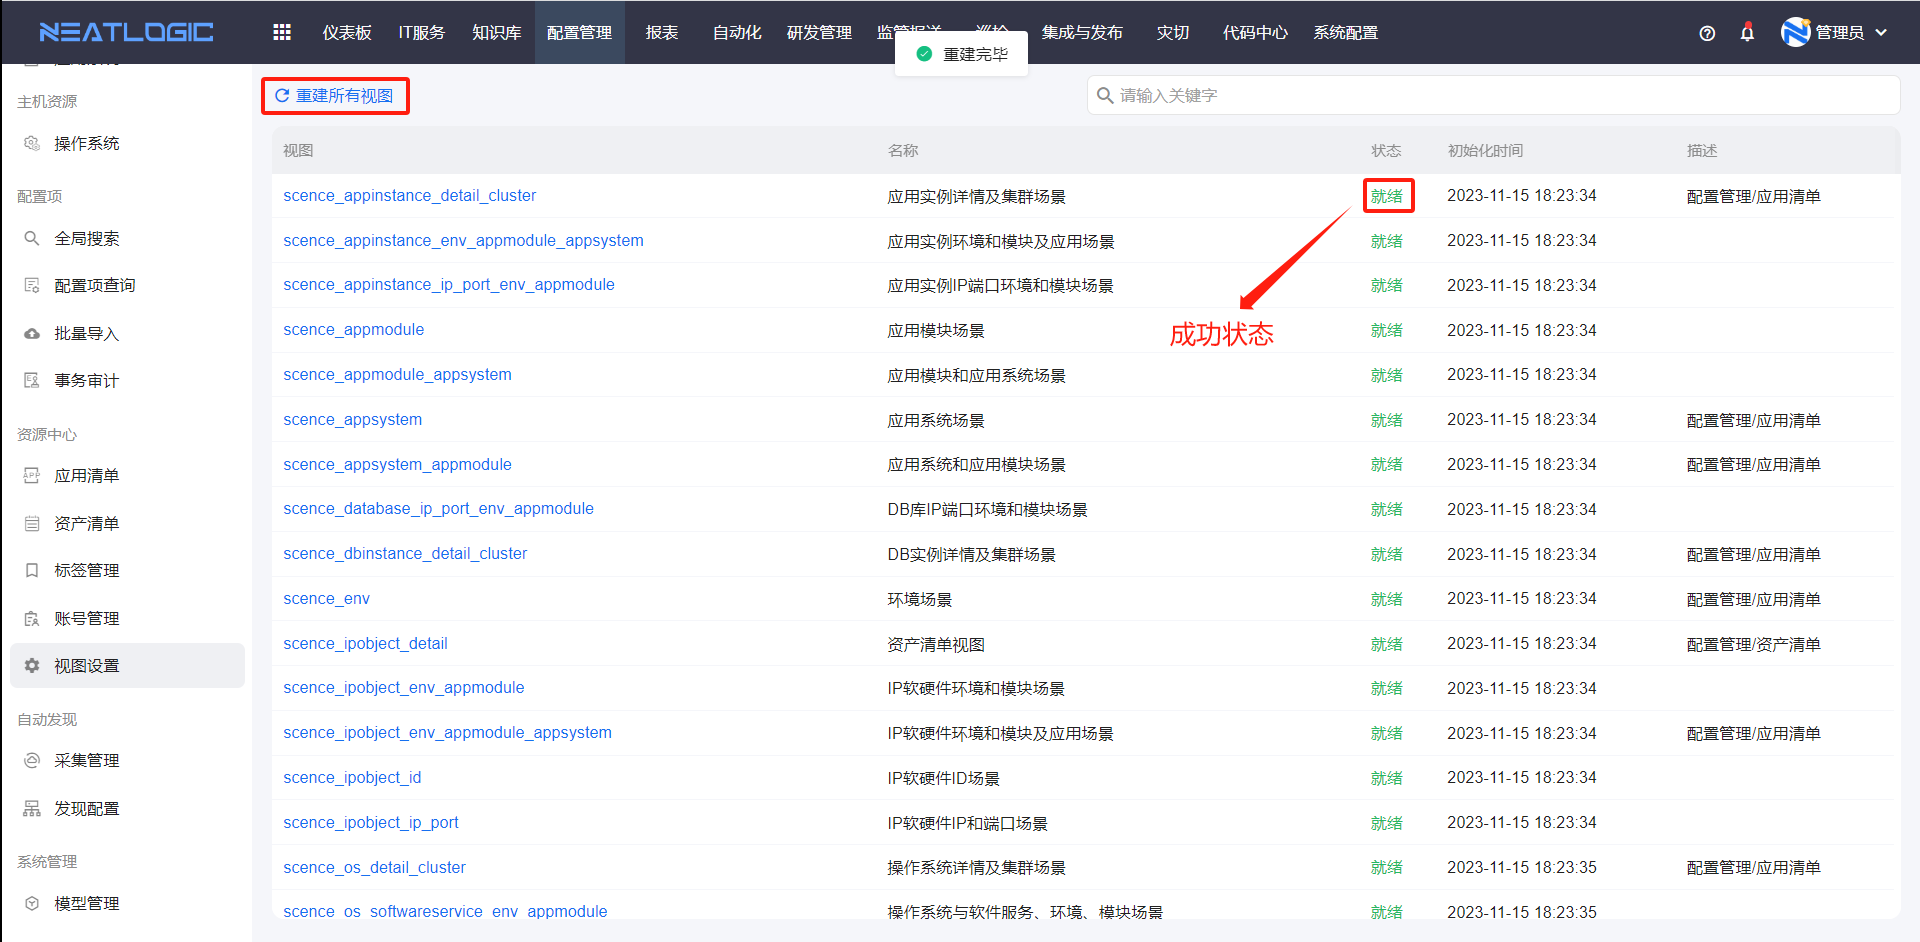 NEATLOGIC
仪表板 IT服务 知识库 配置管理 报表 自动化 研发管理 监管报送 巡检 集成与发布 灾切 代码中心 系统配置 管理员
重建完毕
主机资源
操作系统
配置项
全局搜索
配置项查询
批量导入
事务审计
资源中心
应用清单
资产清单
标签管理
账号管理
视图设置
自动发现
采集管理
发现配置
系统管理
模型管理
重建所有视图 请输入关键字
视图 名称 状态 初始化时间 描述
scence_appinstance_detail_cluster 应用实例详情及集群场景 就绪 2023-11-15 18:23:34 配置管理/应用清单
scence_appinstance_env_appmodule_appsystem 应用实例环境和模块及应用场景 就绪 2023-11-15 18:23:34
scence_appinstance_ip_port_env_appmodule 应用实例IP端口环境和模块场景 就绪 2023-11-15 18:23:34
scence_appmodule 应用模块场景 就绪 2023-11-15 18:23:34
成功状态
scence_appmodule_appsystem 应用模块和应用系统场景 就绪 2023-11-15 18:23:34
scence_appsystem 应用系统场景 就绪 2023-11-15 18:23:34 配置管理/应用清单
scence_appsystem_appmodule 应用系统和应用模块场景 就绪 2023-11-15 18:23:34 配置管理/应用清单
scence_database_ip_port_env_appmodule DB库IP端口环境和模块场景 就绪 2023-11-15 18:23:34
scence_dbinstance_detail_cluster DB实例详情及集群场景 就绪 2023-11-15 18:23:34 配置管理/应用清单
scence_env 环境场景 就绪 2023-11-15 18:23:34 配置管理/应用清单
scence_ipobject_detail 资产清单视图 就绪 2023-11-15 18:23:34 配置管理/资产清单
scence_ipobject_env_appmodule IP软硬件环境和模块场景 就绪 2023-11-15 18:23:34
scence_ipobject_env_appmodule_appsystem IP软硬件环境和模块及应用场景 就绪 2023-11-15 18:23:34 配置管理/应用清单
scence_ipobject_id IP软硬件ID场景 就绪 2023-11-15 18:23:34
scence_ipobject_ip_port IP软硬件IP和端口场景 就绪 2023-11-15 18:23:34
scence_os_detail_cluster 操作系统详情及集群场景 就绪 2023-11-15 18:23:35 配置管理/应用清单
scence_os_softwareservice_env_appmodule 操作系统与软件服务、环境、模块场景 就绪 2023-11-15 18:23:35